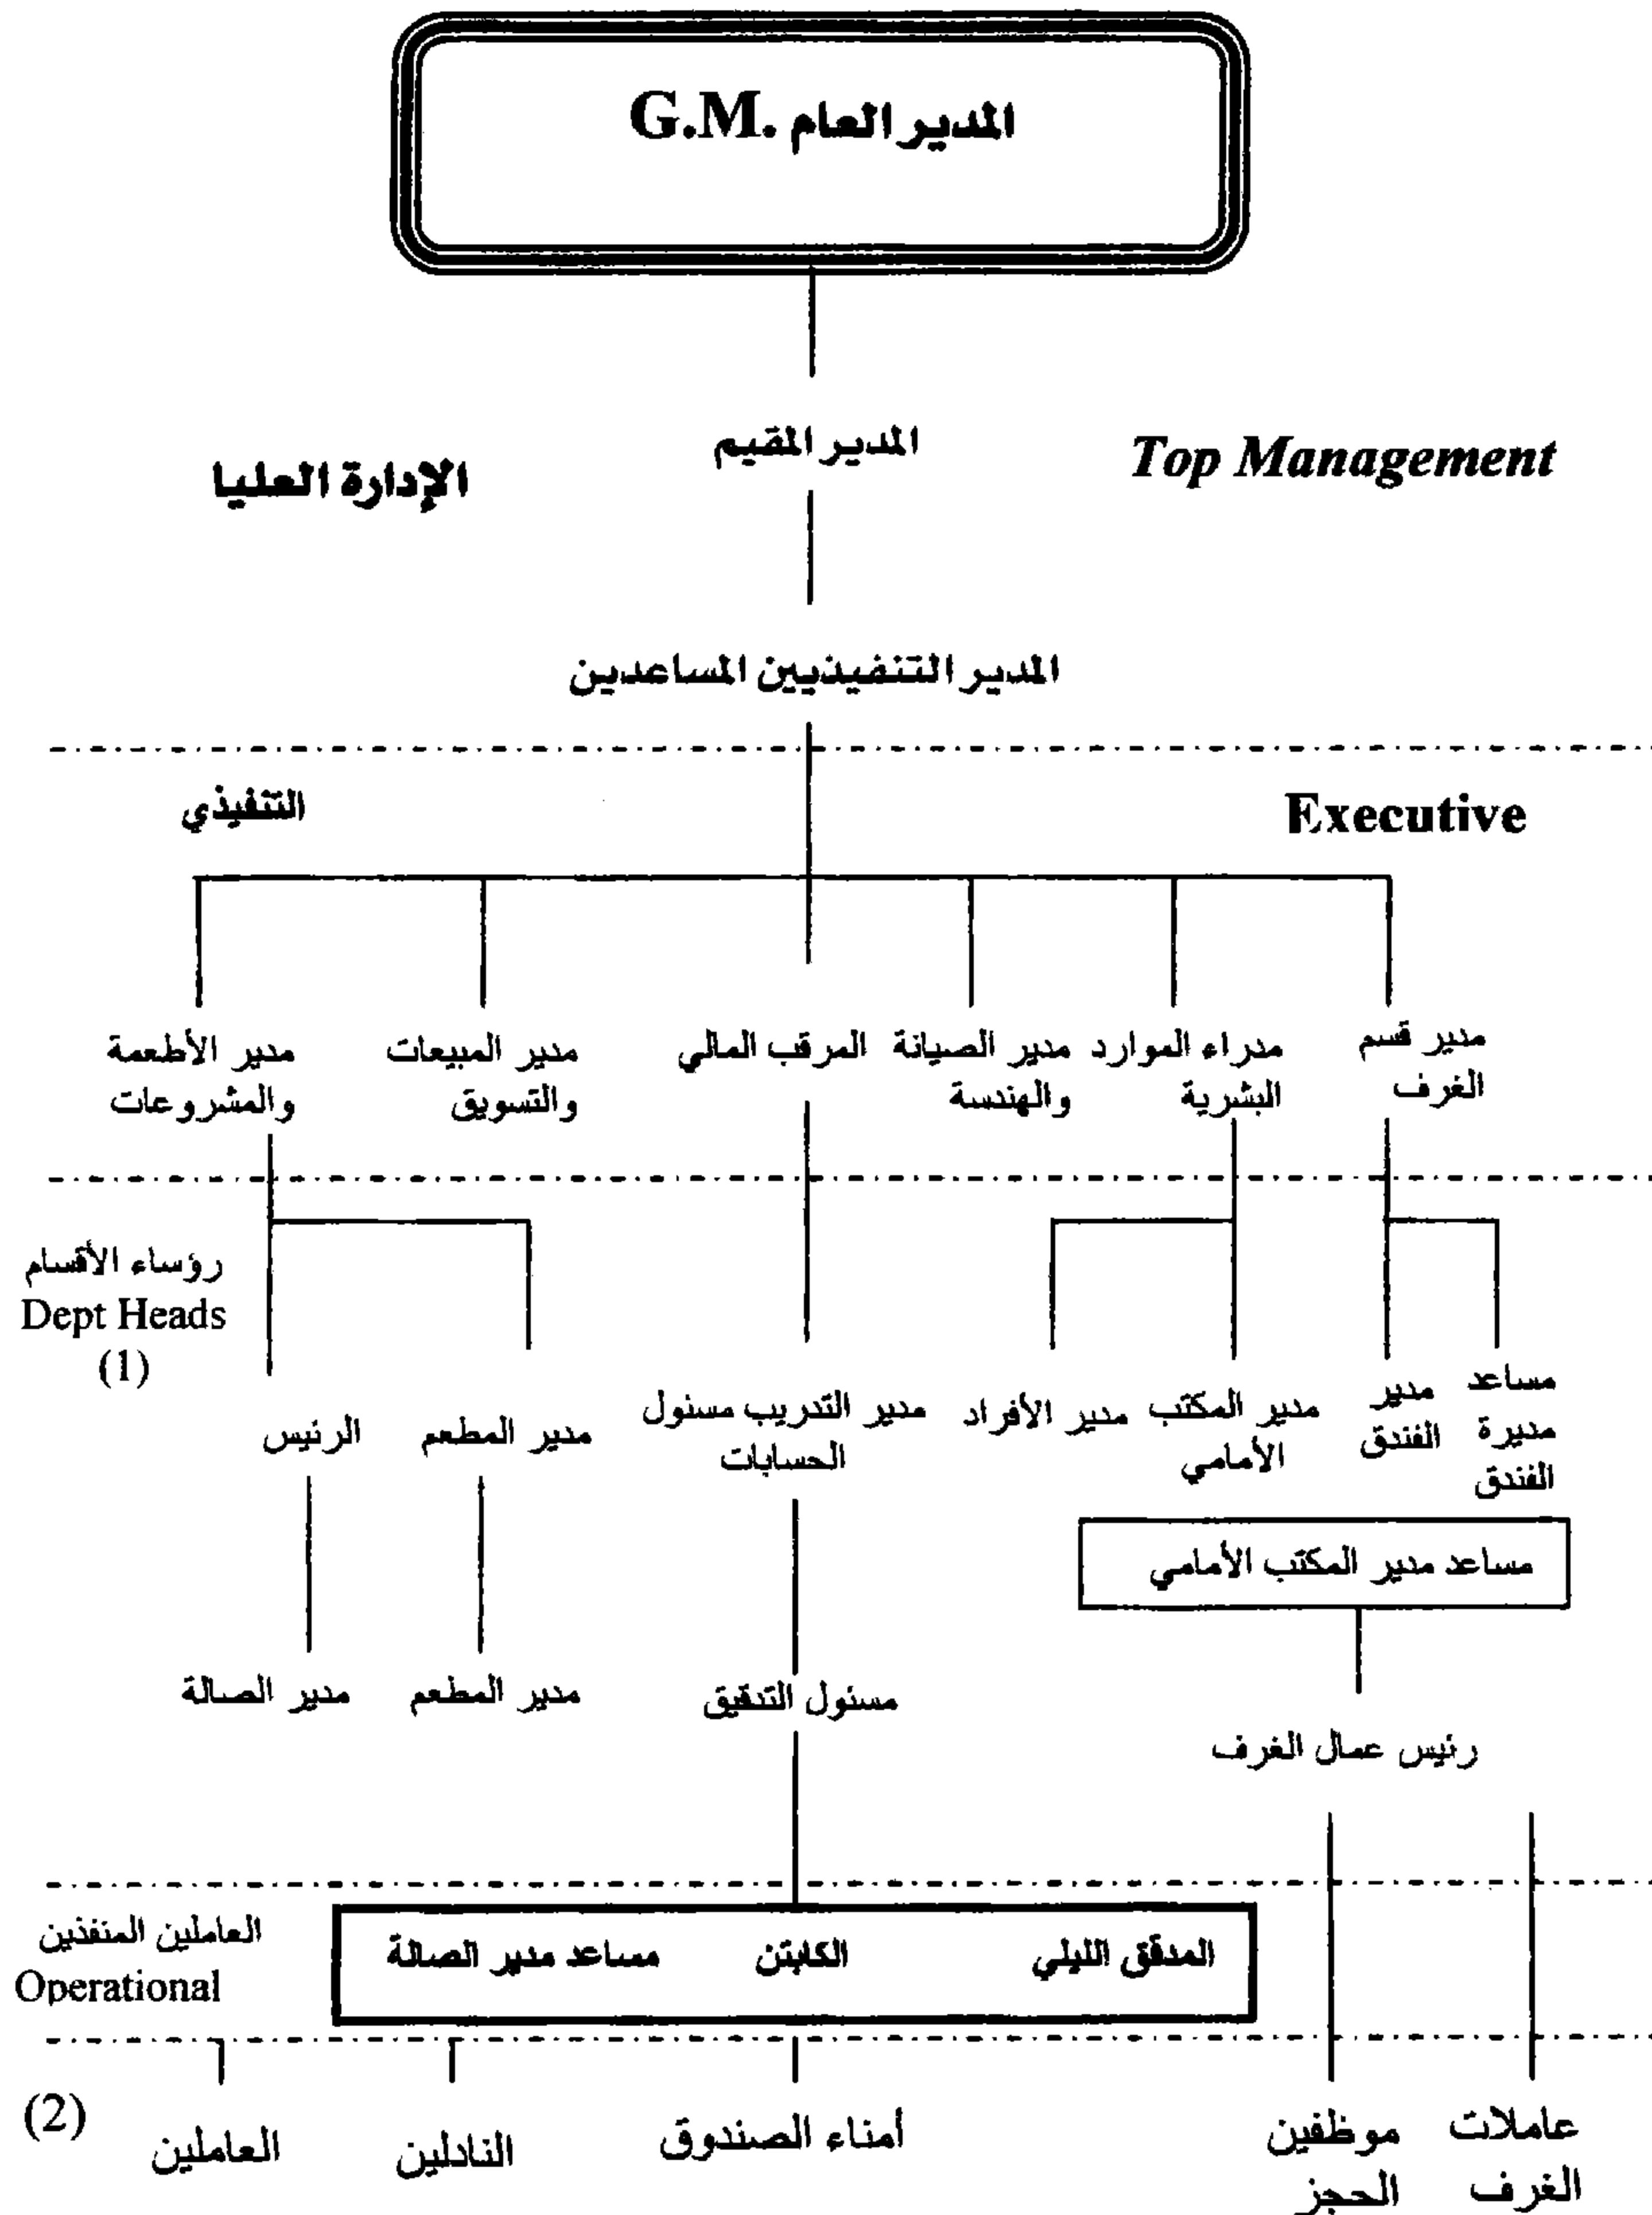 المدير العام G.M.
المدير المقيم
Top Management
الإدارة العليا
المدير التنفيذيين المساعدين
التنفيذي
Executive
مدير قسم
الغرف
مدراء الموارد
البشرية
مدير الصيانة
والهندسة
المرقب المالي
مدير المبيعات
والتسويق
مدير الأطعمة
والمشروعات
رؤساء الأقسام
Dept Heads
(1)
مساعد
مديرة
الفندق
مدير
الفندق
مدير المكتب
الأمامي
مدير الأفراد
مدير التدريب مسئول
الحسابات
مدير المطعم
الرئيس
مساعد مدير المكتب الأمامي
مسئول التدقيق
مدير المطعم
مدير الصالة
رئيس عمال الغرف
العاملين المنفذين
Operational
المدقق الليلي
الكابتن
مساعد مدير الصالة
(2)
عاملات
الغرف
موظفين
الحجز
أمناء الصندوق
النادلين
العاملين